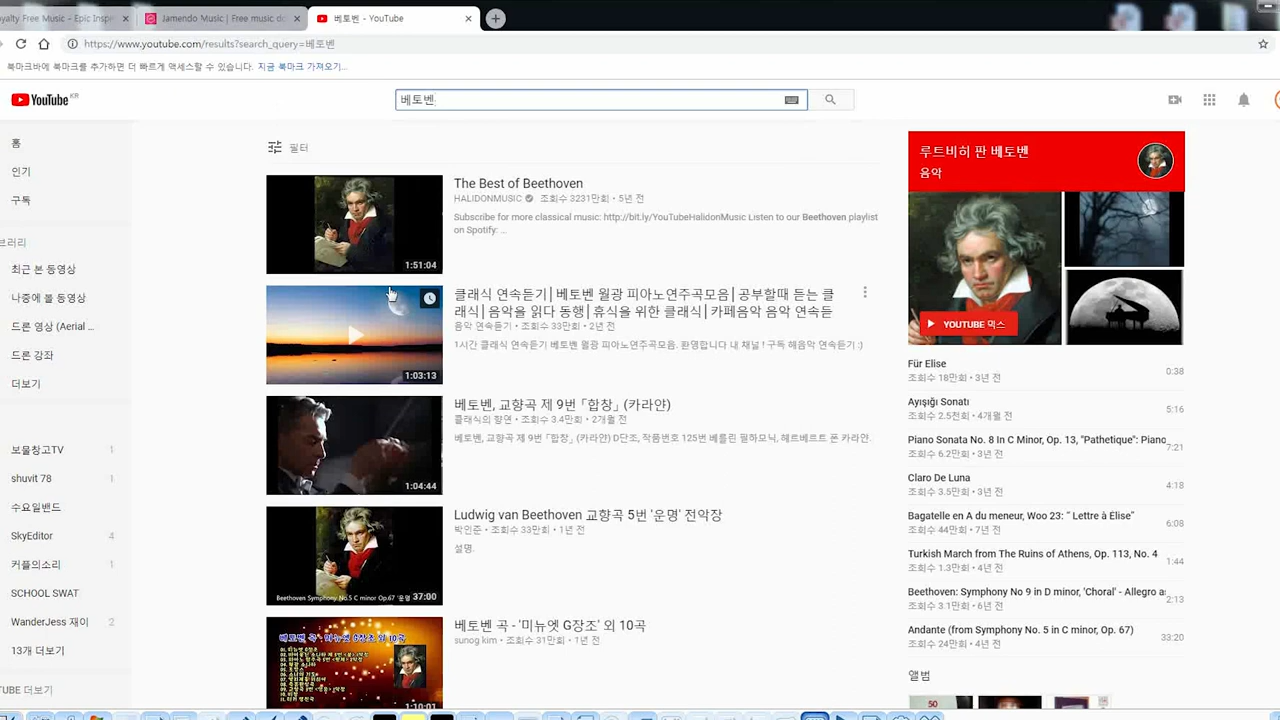 yalty Free Music - Epic Inspi
Jamendo Music | Free music do
베토벤 - YouTube
https://www.youtube.com/results?search_query=베토벤
북마크바에 북마크를 추가하면 더 빠르게 액세스할 수 있습니다. 지금 북마크 가져오기...
YouTube KR
베토벤
홈
인기
구독
브러리
최근 본 동영상
나중에 볼 동영상
드론 영상 (Aerial ...
드론 강좌
더보기
보물창고TV 1
shuvit 78 1
수요일밴드
SkyEditor 4
커플의소리 1
SCHOOL SWAT
WanderJess 재이 2
13개 더보기
TUBE 더보기
필터
The Best of Beethoven
HALIDONMUSIC 조회수 3231만회 • 5년 전
Subscribe for more classical music: http://bit.ly/YouTubeHalidonMusic Listen to our Beethoven playlist
on Spotify: ...
1:51:04
클래식 연속듣기│베토벤 월광 피아노연주곡모음│공부할때 듣는 클
래식│음악을 읽다 동행│휴식을 위한 클래식│카페음악 음악 연속듣
음악 연속듣기 • 조회수 33만회 • 2년 전
1시간 클래식 연속듣기 베토벤 월광 피아노연주곡모음. 환영합니다 내 채널 ! 구독 해음악 연속듣기 :)
1:03:13
베토벤, 교향곡 제 9번 「합창」 (카라얀)
클래식의 향연 • 조회수 3.4만회 • 2개월 전
베토벤, 교향곡 제 9번 「합창」 (카라얀) D단조, 작품번호 125번 베를린 필하모닉, 헤르베르트 폰 카라얀.
1:04:44
Ludwig van Beethoven 교향곡 5번 '운명' 전악장
박인준 • 조회수 33만회 • 1년 전
설명.
Beethoven Symphony No.5 C minor Op.67 '운명 37:00
베토벤 곡 - '미뉴엣 G장조' 외 10곡
sunog kim • 조회수 31만회 • 1년 전
베토벤 곡 - '미뉴엣 G장조' 외 10곡
1:10:01
루트비히 판 베토벤
음악
YOUTUBE 믹스
Für Elise
조회수 18만회 • 3년 전
0:38
Ayışığı Sonatı
조회수 2.5천회 • 4개월 전
5:16
Piano Sonata No. 8 In C Minor, Op. 13, "Pathetique": Piano
조회수 6.2만회 • 3년 전
7:21
Claro De Luna
조회수 3.5만회 • 3년 전
4:18
Bagatelle en A du meneur, Woo 23: " Lettre à Elise"
조회수 44만회 • 7년 전
6:08
Turkish March from The Ruins of Athens, Op. 113, No. 4
조회수 1.3만회 • 4년 전
1:44
Beethoven: Symphony No 9 in D minor, 'Choral' - Allegro as
조회수 3.1만회 • 6년 전
2:13
Andante (from Symphony No. 5 in C minor, Op. 67)
조회수 24만회 • 4년 전
33:20
앨범
50